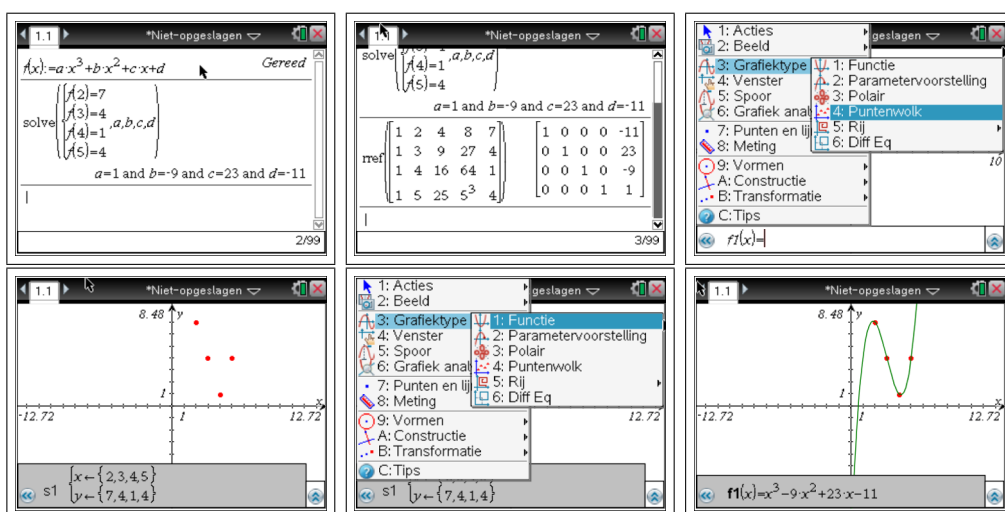 1.1 *Niet-opgeslagen
f(x):=a·x³+b·x²+c·x+d Gereed
solve({f(2)=7
f(3)=4
f(4)=1
f(5)=4 ,a,b,c,d)
a=1 and b=-9 and c=23 and d=-11
2/99
1.1 *Niet-opgeslagen
solve( f(4)=1 ,a,b,c,d
f(5)=4
a=1 and b=-9 and c=23 and d=-11
rref([1 2 4 8 7
1 3 9 27 4
1 4 16 64 1
1 5 25 5³ 4])
[1 0 0 0 -11
0 1 0 0 23
0 0 1 0 -9
0 0 0 1 1]
3/99
geslagen
1: Acties
2: Beeld
3: Grafiektype
4: Venster
5: Spoor
6: Grafiek anal
7: Punten en lij
8: Meting
9: Vormen
A: Constructie
B: Transformatie
C: Tips
1: Functie
2: Parametervoorstelling
3: Polair
4: Puntenwolk
5: Rij
6: Diff Eq
10
f1(x)=
1.1 *Niet-opgeslagen
8.48 y
1
x
-12.72 1 12.72
s1 {x←{2,3,4,5}
y←{7,4,1,4}
geslagen
1: Acties
2: Beeld
3: Grafiektype
4: Venster
5: Spoor
6: Grafiek anal
7: Punten en lij
8: Meting
9: Vormen
A: Constructie
B: Transformatie
C: Tips
1: Functie
2: Parametervoorstelling
3: Polair
4: Puntenwolk
5: Rij
6: Diff Eq
12.72
s1 y←{7,4,1,4}
1.1 *Niet-opgeslagen
8.48 y
1
x
-12.72 1 12.72
f1(x)=x³-9·x²+23·x-11